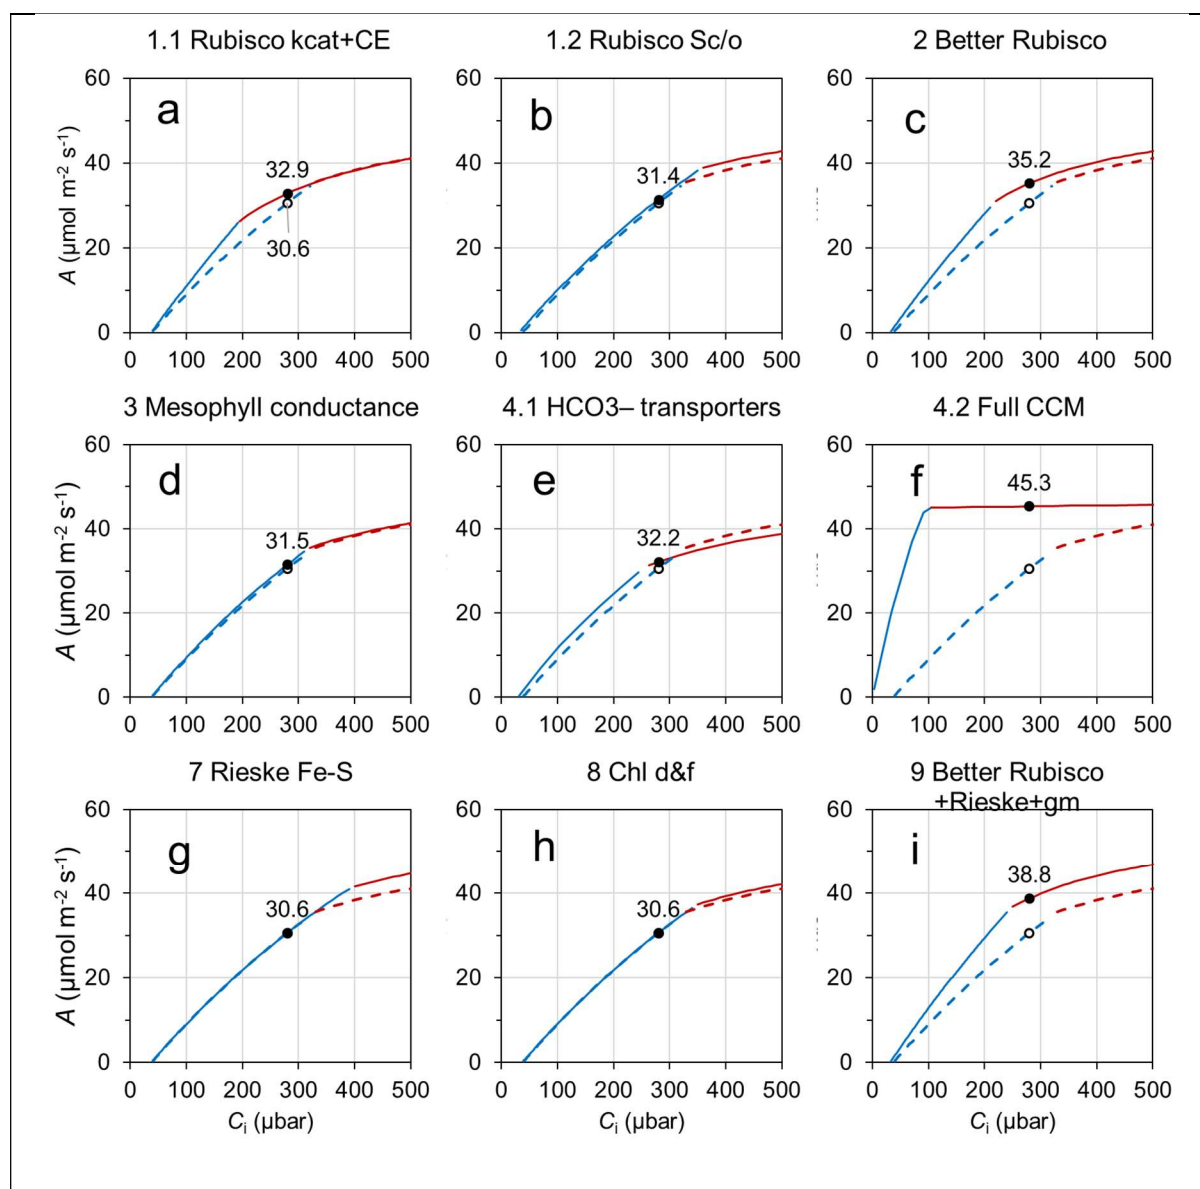 1.1 Rubisco kcat+CE
1.2 Rubisco Sc/o
2 Better Rubisco
A (µmol m⁻² s⁻¹)
60
40
20
0
a
32.9
30.6
0 100 200 300 400 500
60
40
20
0
b
31.4
0 100 200 300 400 500
60
40
20
0
c
35.2
0 100 200 300 400 500
3 Mesophyll conductance
4.1 HCO3– transporters
4.2 Full CCM
A (µmol m⁻² s⁻¹)
60
40
20
0
d
31.5
0 100 200 300 400 500
60
40
20
0
e
32.2
0 100 200 300 400 500
60
40
20
0
f
45.3
0 100 200 300 400 500
7 Rieske Fe-S
8 Chl d&f
9 Better Rubisco
+Rieske+gm
A (µmol m⁻² s⁻¹)
60
40
20
0
g
30.6
0 100 200 300 400 500
Ci (µbar)
60
40
20
0
h
30.6
0 100 200 300 400 500
Ci (µbar)
60
40
20
0
i
38.8
0 100 200 300 400 500
Ci (µbar)